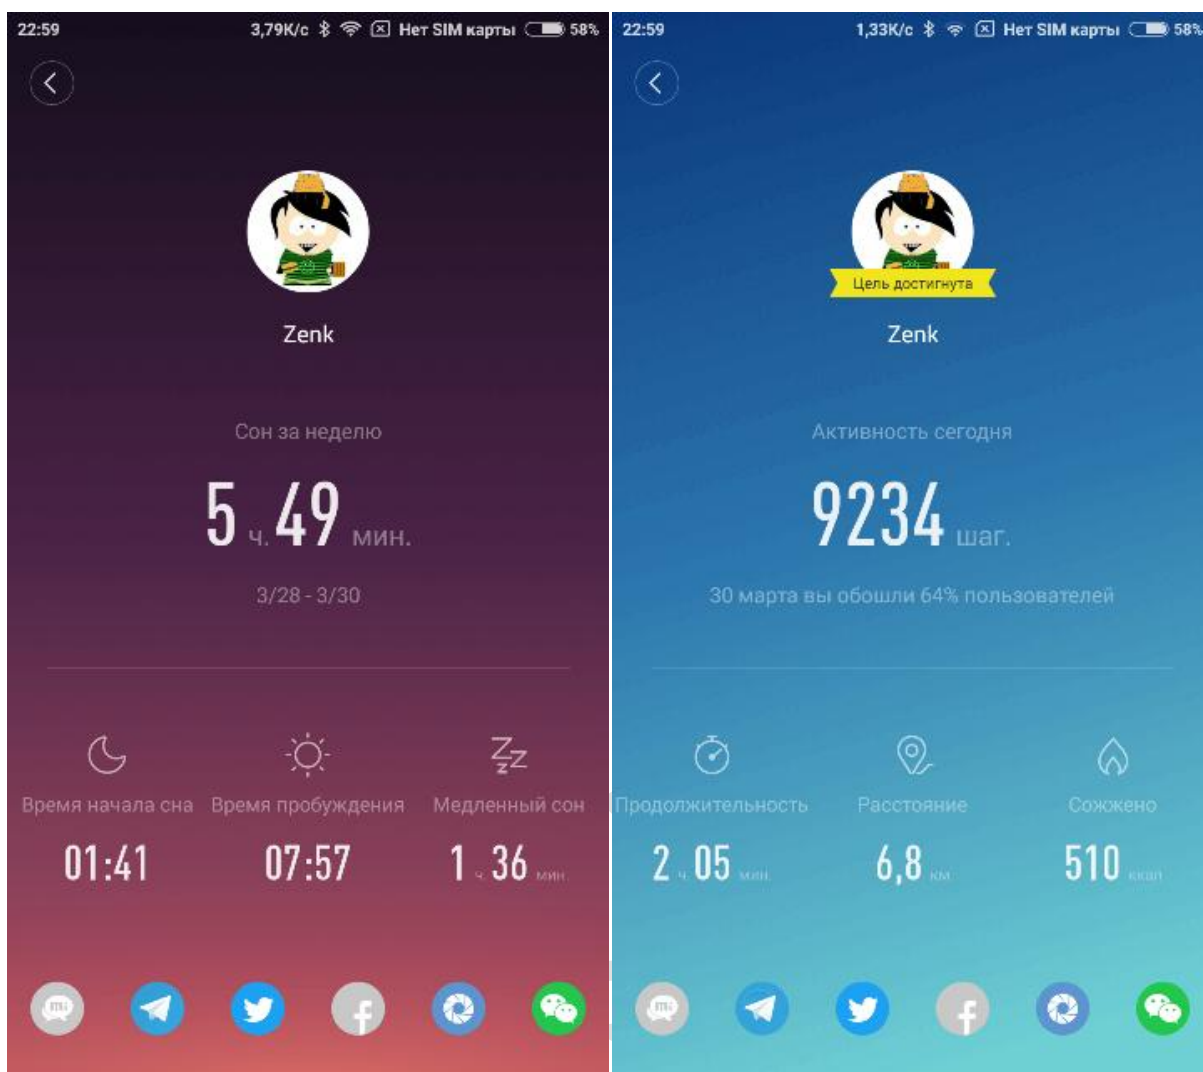 22:59 3,79K/c Нет SIM карты 58%
Zenk
Сон за неделю
5 ч. 49 мин.
3/28 - 3/30
Время начала сна Время пробуждения Медленный сон
01:41 07:57 1 ч 36 мин
mi
22:59 1,33K/c Нет SIM карты 58%
Цель достигнута
Zenk
Активность сегодня
9234 шаг.
30 марта вы обошли 64% пользователей
Продолжительность Расстояние Сожжено
2 ч 05 мин 6,8 км 510 ккал
mi